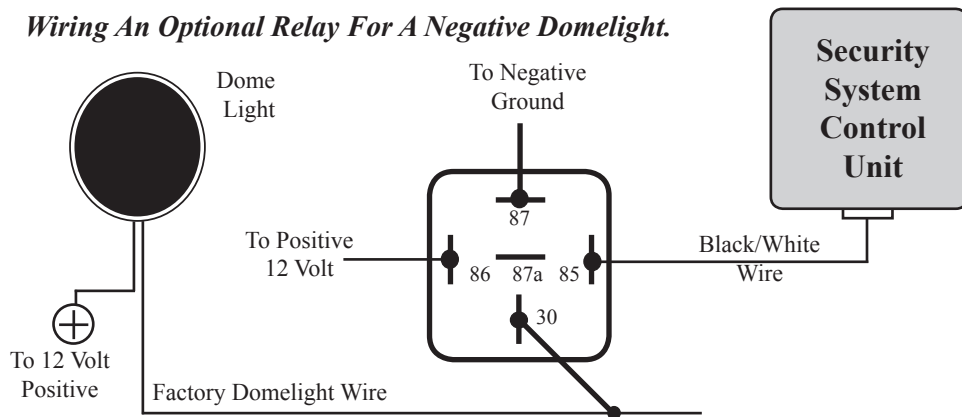 Wiring An Optional Relay For A Negative Domelight.
Dome
Light
To Negative
Ground
Security
System
Control
Unit
87
To Positive
12 Volt
86
87a
85
Black/White
Wire
30
To 12 Volt
Positive
Factory Domelight Wire